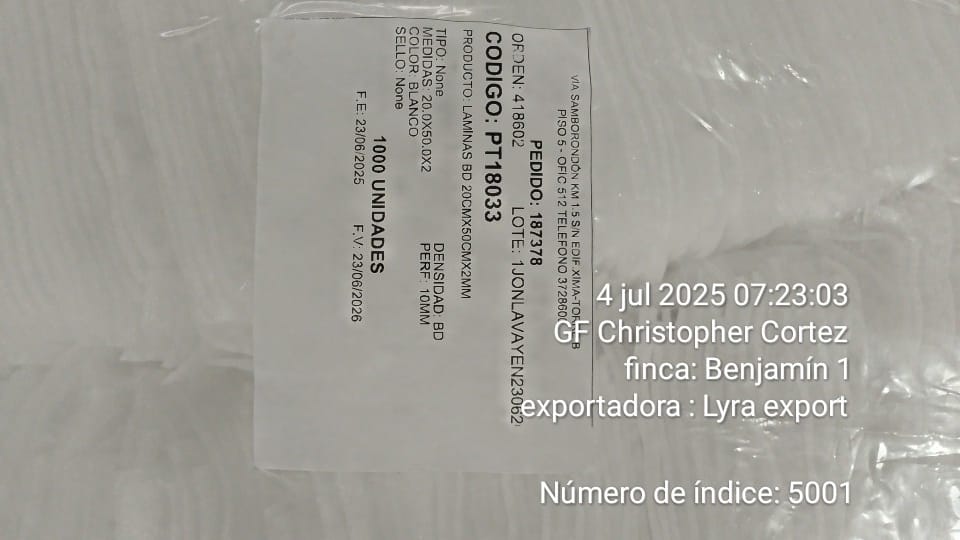 VIA SAMBORONDÓN KM 1.5 S/N EDIF XIMA-TORRE B
PISO 5 - OFIC 512 TELEFONO 372860
PEDIDO: 187378
ORDEN: 418602 LOTE: 1JONLAVAYEN23062
CODIGO: PT18033
PRODUCTO: LAMINAS BD 20CMX50CMX2MM
TIPO: None DENSIDAD: BD
MEDIDAS: 20.0X50.0X2 PERF: 10MM
COLOR: BLANCO
SELLO: None
1000 UNIDADES
F.E: 23/06/2025 F.V: 23/06/2026
4 jul 2025 07:23:03
GF Christopher Cortez
finca: Benjamín 1
exportadora : Lyra export
Número de índice: 5001